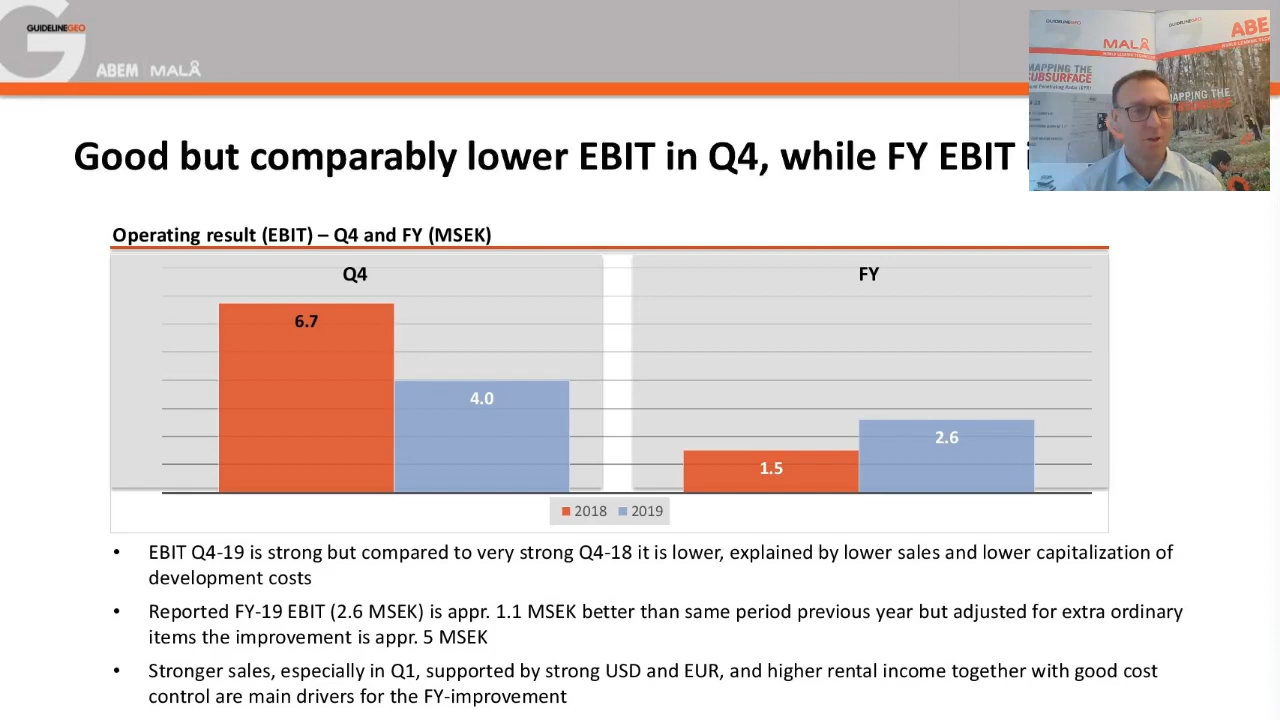 GUIDELINEGEO
ABEM MALÅ
GUIDELINEGEO
GUIDELINEGEO
MALÅ
ABE
MAPPING THE
SUBSURFACE
MAPPING THE
Good but comparably lower EBIT in Q4, while FY EBIT
Operating result (EBIT) – Q4 and FY (MSEK)
Q4
FY
6.7
4.0
1.5
2.6
2018 2019
• EBIT Q4-19 is strong but compared to very strong Q4-18 it is lower, explained by lower sales and lower capitalization of
development costs
• Reported FY-19 EBIT (2.6 MSEK) is appr. 1.1 MSEK better than same period previous year but adjusted for extra ordinary
items the improvement is appr. 5 MSEK
• Stronger sales, especially in Q1, supported by strong USD and EUR, and higher rental income together with good cost
control are main drivers for the FY-improvement